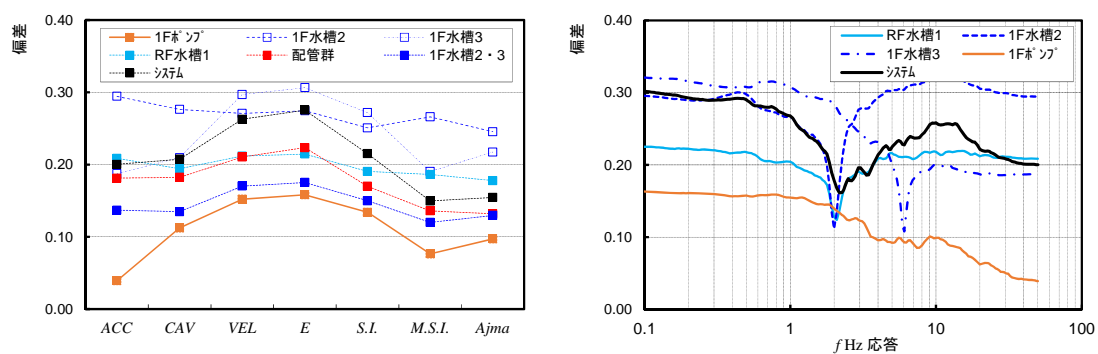 偏差
0.40
0.30
0.20
0.10
0.00
1Fﾎﾟﾝﾌﾟ 1F水槽2 1F水槽3
RF水槽1 配管群 1F水槽2・3
ｼｽﾃﾑ
ACC CAV VEL E S.I. M.S.I. Ajma
偏差
0.40
0.30
0.20
0.10
0.00
RF水槽1 1F水槽2
1F水槽3 1Fﾎﾟﾝﾌﾟ
ｼｽﾃﾑ
0.1 1 10 100
f Hz 応答